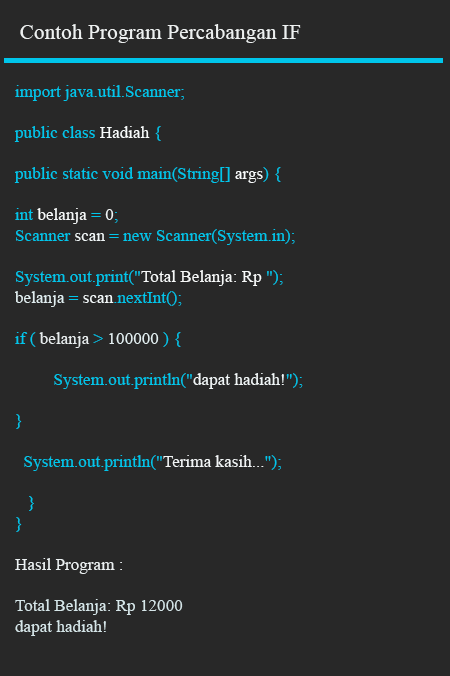 Contoh Program Percabangan IF
import java.util.Scanner;
public class Hadiah {
public static void main(String[] args) {
int belanja = 0;
Scanner scan = new Scanner(System.in);
System.out.print("Total Belanja: Rp ");
belanja = scan.nextInt();
if ( belanja > 100000 ) {
System.out.println("dapat hadiah!");
}
System.out.println("Terima kasih...");
}
}
Hasil Program :
Total Belanja: Rp 12000
dapat hadiah!